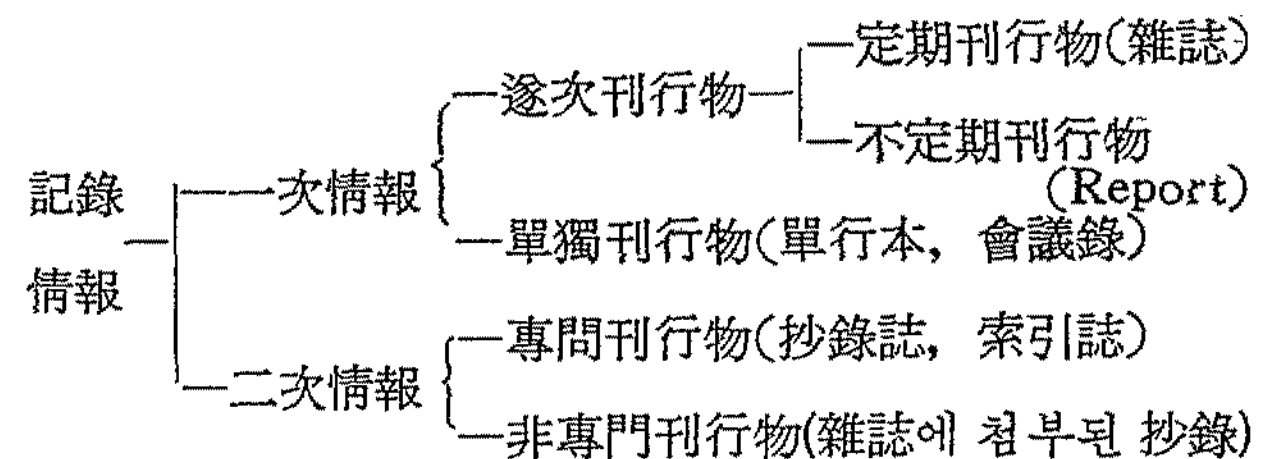 定期刊行物(雜誌)
遂次刊行物
不定期刊行物
(Report)
記錄
一次情報
單獨刊行物(單行本, 會議錄)
情報
專問刊行物(抄錄誌, 索引誌)
二次情報
非專門刊行物(雜誌에 첨부된 抄錄)